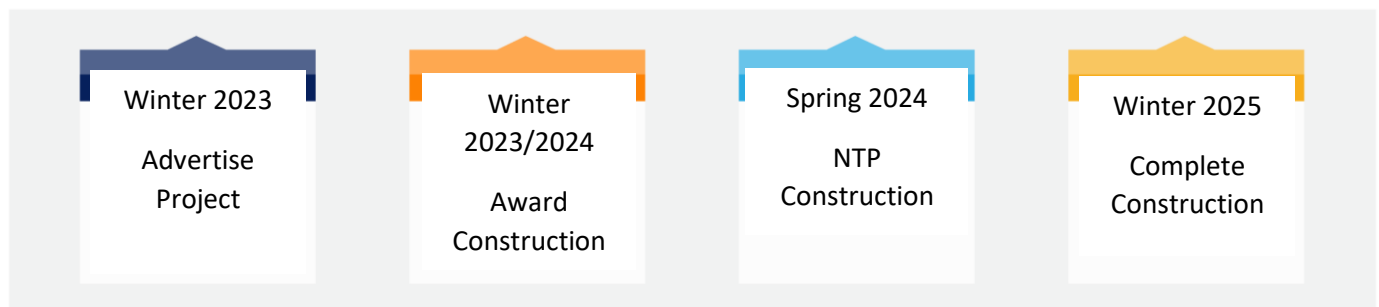 Winter 2023
Advertise
Project
Winter
2023/2024
Award
Construction
Spring 2024
NTP
Construction
Winter 2025
Complete
Construction